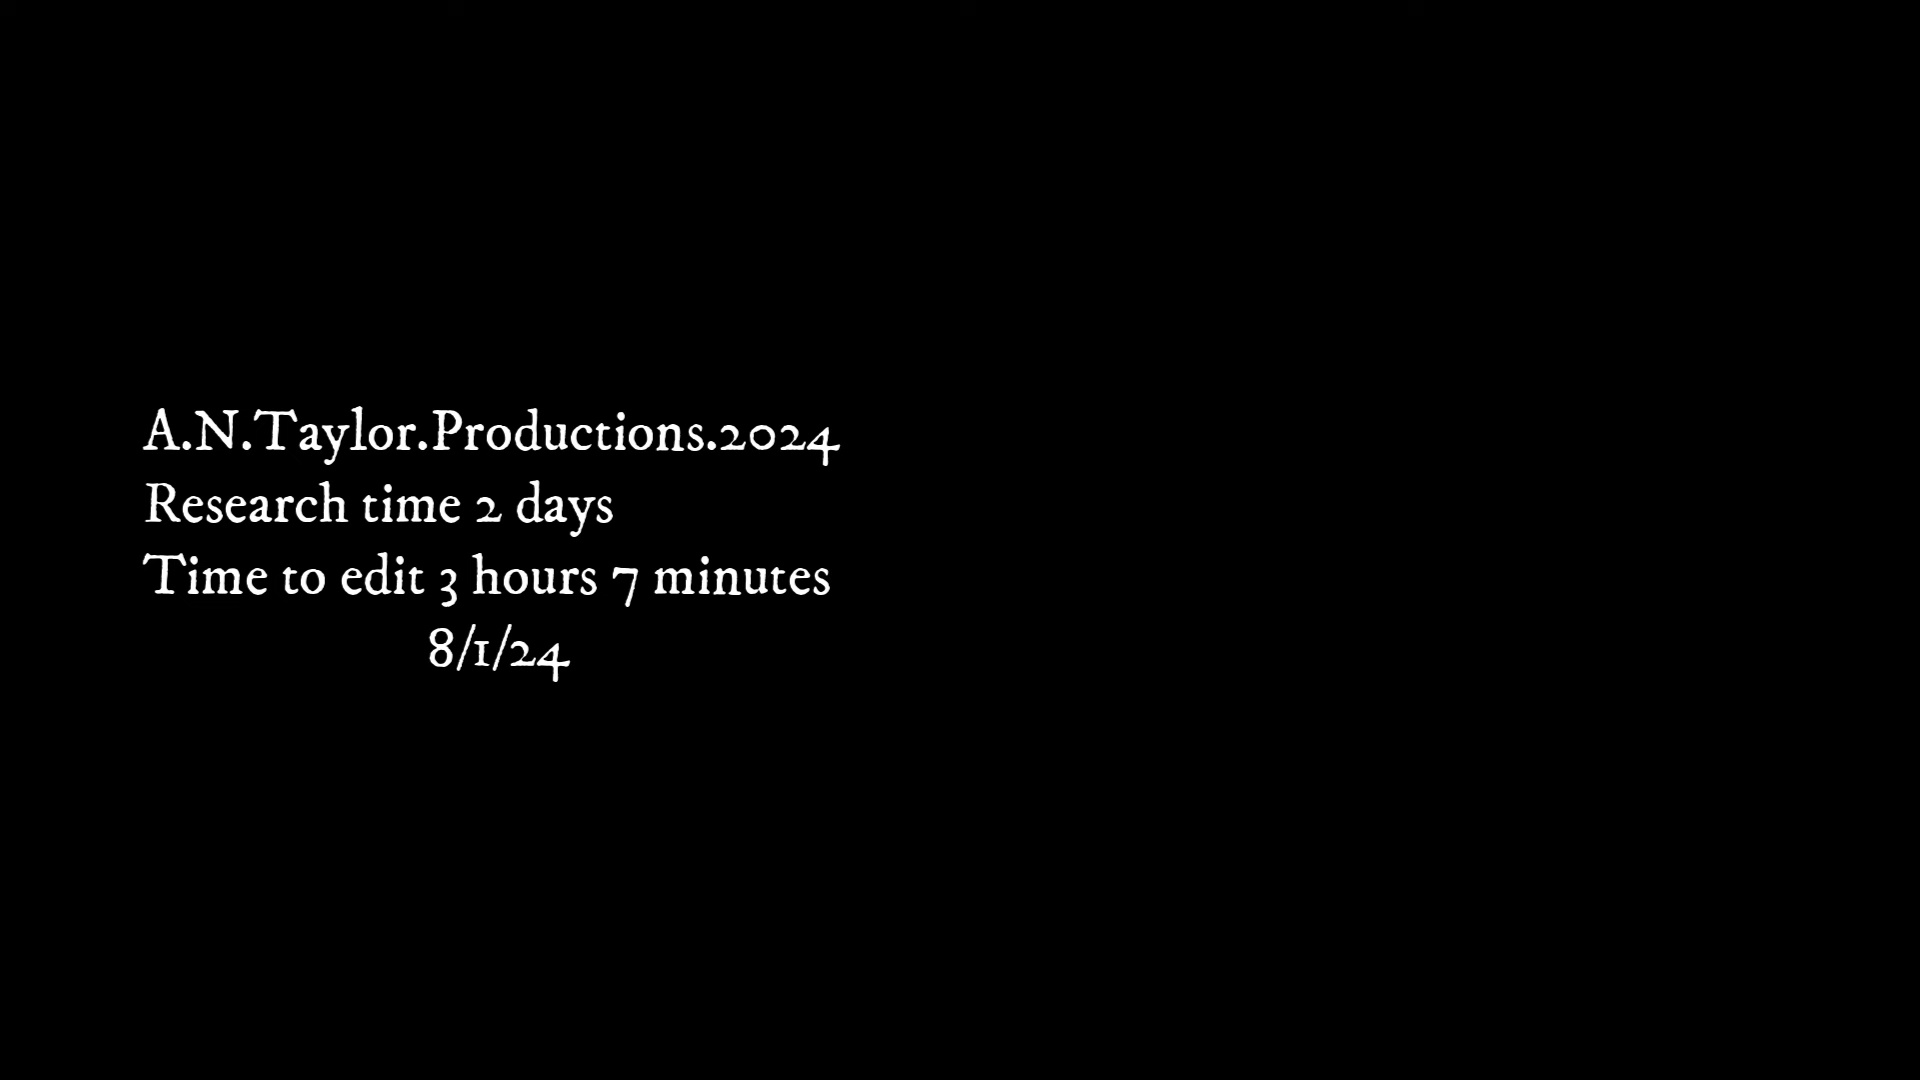 A.N.Taylor.Productions.2024
Research time 2 days
Time to edit 3 hours 7 minutes
8/1/24